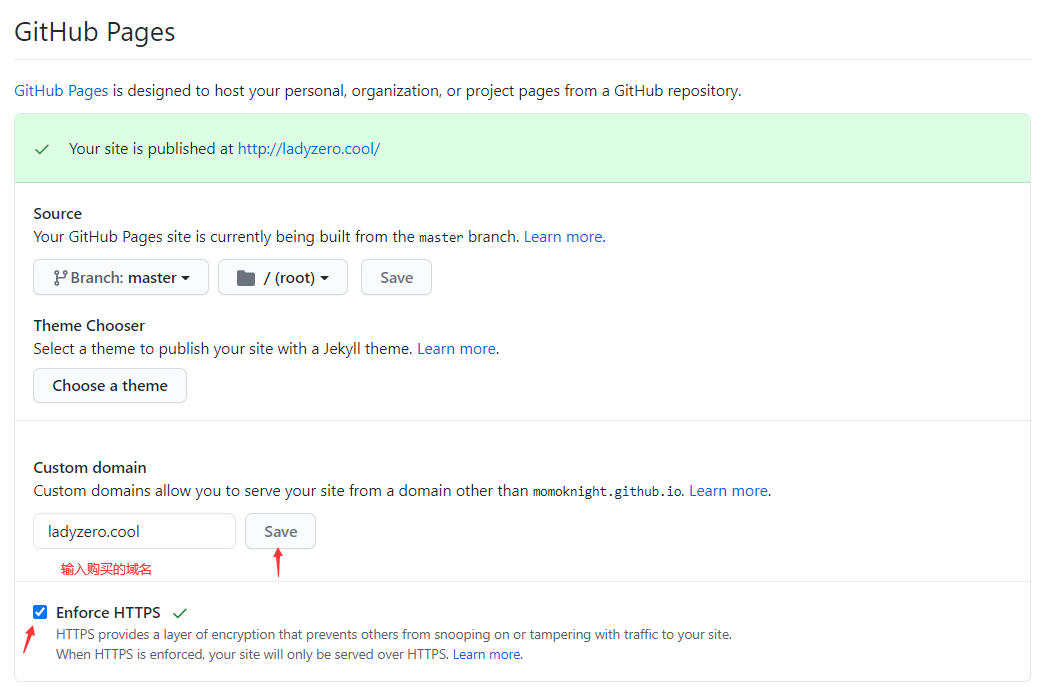 GitHub Pages
GitHub Pages is designed to host your personal, organization, or project pages from a GitHub repository.
Your site is published at http://ladyzero.cool/
Source
Your GitHub Pages site is currently being built from the master branch. Learn more.
Branch: master / (root) Save
Theme Chooser
Select a theme to publish your site with a Jekyll theme. Learn more.
Choose a theme
Custom domain
Custom domains allow you to serve your site from a domain other than momoknight.github.io. Learn more.
ladyzero.cool Save
输入购买的域名
Enforce HTTPS
HTTPS provides a layer of encryption that prevents others from snooping on or tampering with traffic to your site.
When HTTPS is enforced, your site will only be served over HTTPS. Learn more.